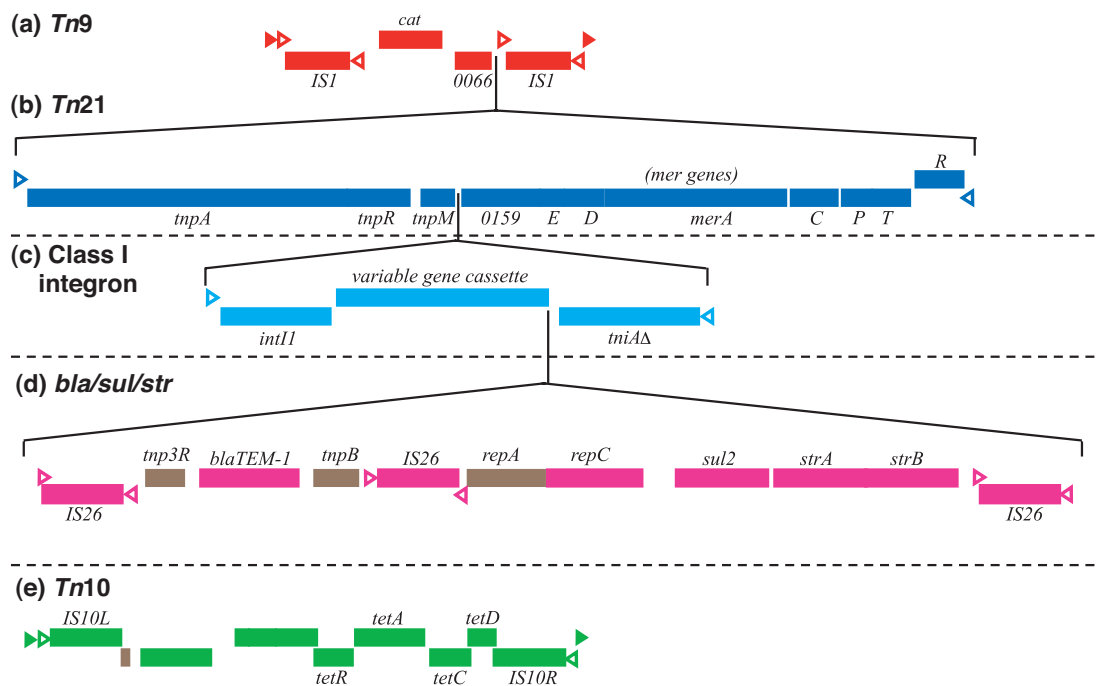 (a) Tn9
cat
IS1 0066 IS1
(b) Tn21
R
(mer genes)
tnpA tnpR tnpM 0159 E D merA C P T
(c) Class I
integron
variable gene cassette
intI1 tniAΔ
(d) bla/sul/str
tnp3R blaTEM-1 tnpB IS26 repA repC sul2 strA strB
IS26 IS26
(e) Tn10
IS10L tetA tetD
tetR tetC IS10R